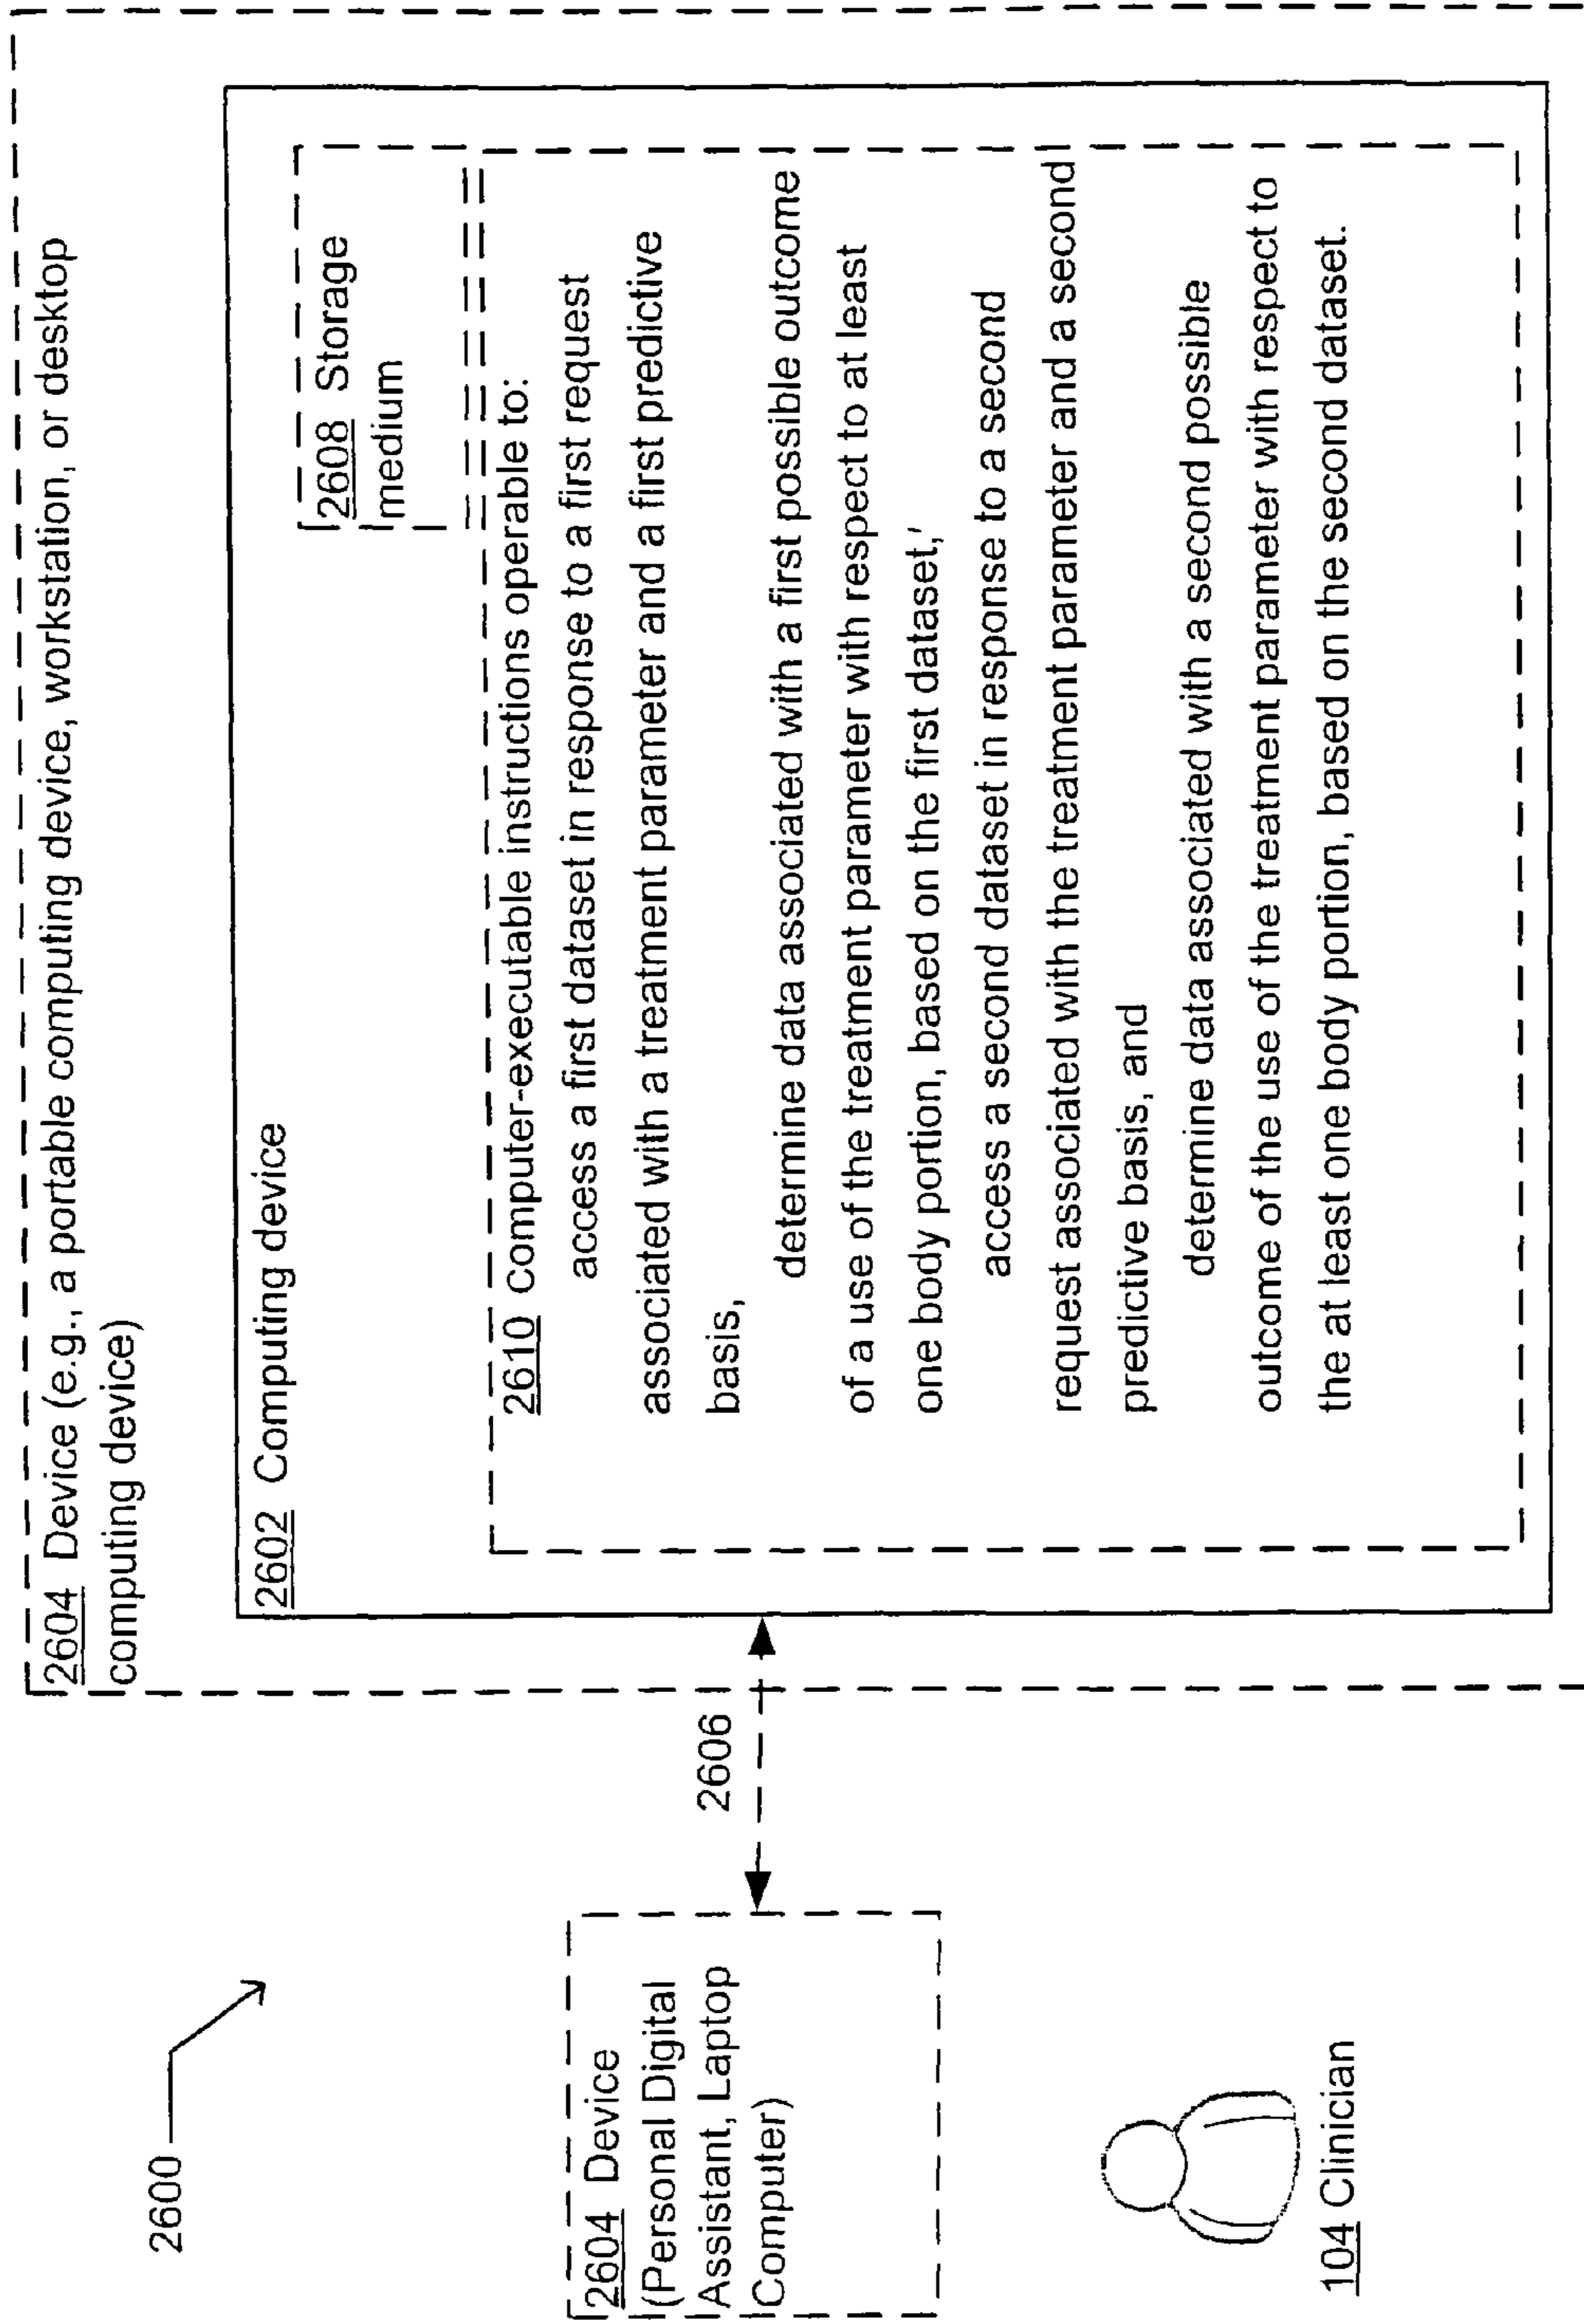 2600
2604 Device (e.g., a portable computing device, workstation, or desktop
computing device)
2602 Computing device
2608 Storage
medium
2610 Computer-executable instructions operable to:
access a first dataset in response to a first request
associated with a treatment parameter and a first predictive
basis,
determine data associated with a first possible outcome
of a use of the treatment parameter with respect to at least
one body portion, based on the first dataset,'
access a second dataset in response to a second
request associated with the treatment parameter and a second
predictive basis, and
determine data associated with a second possible
outcome of the use of the treatment parameter with respect to
the at least one body portion, based on the second dataset.
2606
2604 Device
(Personal Digital
Assistant, Laptop
Computer)
104 Clinician